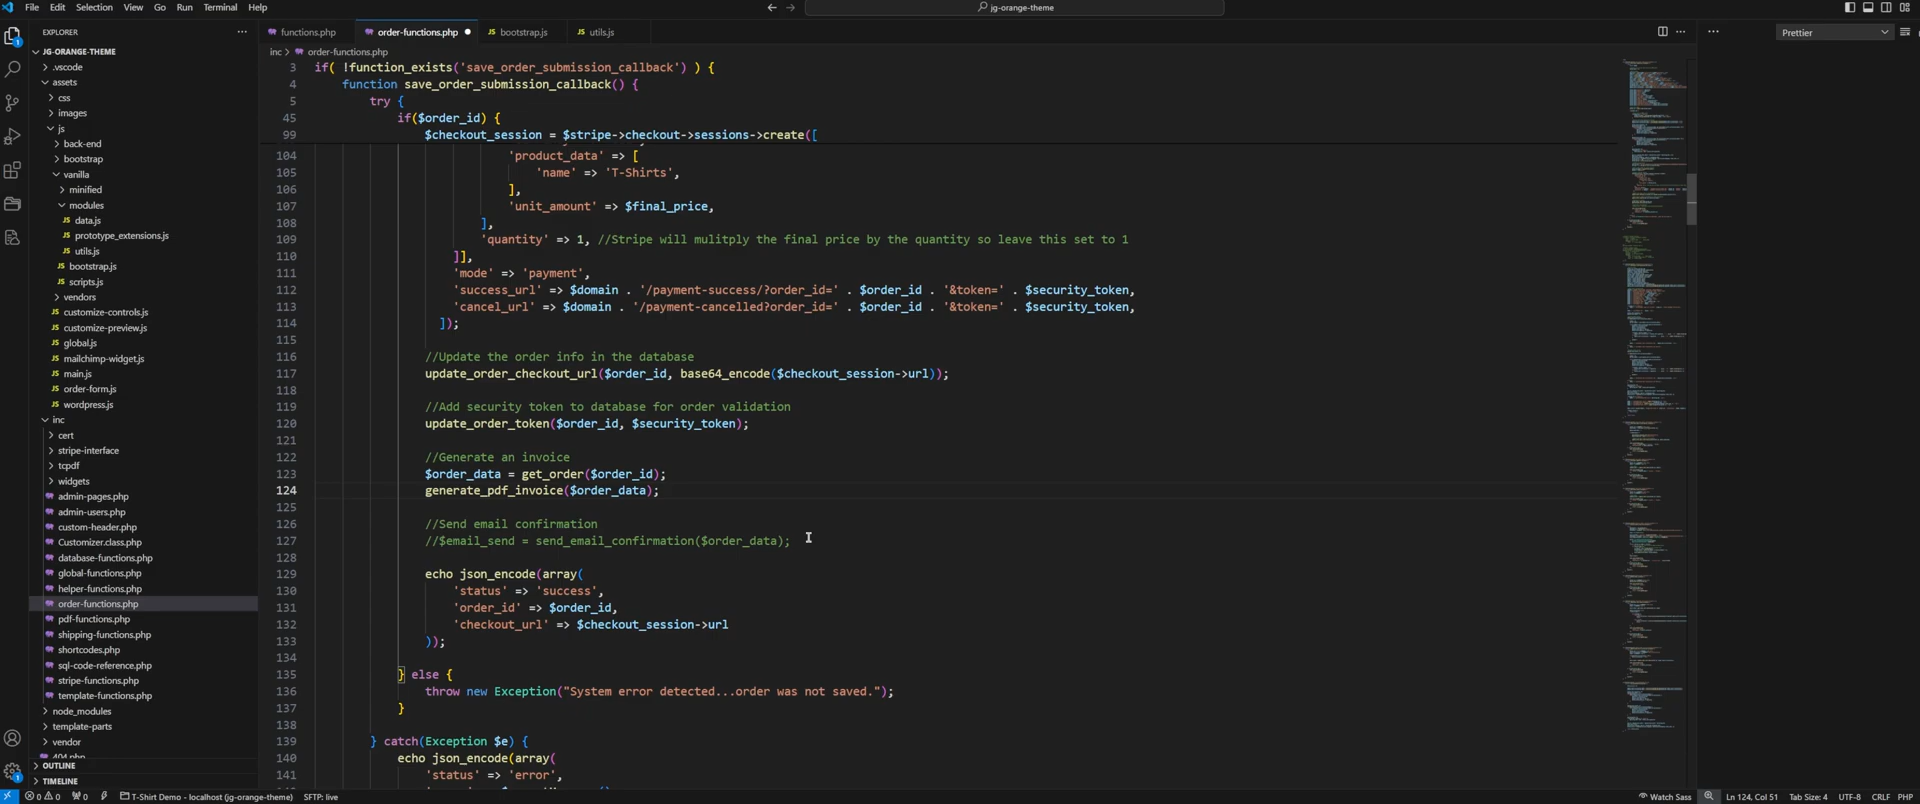 File Edit Selection View Go Run Terminal Help
jg-orange-theme
EXPLORER
JG-ORANGE-THEME
.vscode
assets
css
images
js
back-end
bootstrap
vanilla
minified
modules
data.js
prototype_extensions.js
utils.js
bootstrap.js
scripts.js
vendors
customize-controls.js
customize-preview.js
global.js
mailchimp-widget.js
main.js
order-form.js
wordpress.js
inc
cert
stripe-interface
tcpdf
widgets
admin-pages.php
admin-users.php
custom-header.php
Customizer.class.php
database-functions.php
global-functions.php
helper-functions.php
order-functions.php
pdf-functions.php
shipping-functions.php
shortcodes.php
sql-code-reference.php
stripe-functions.php
template-functions.php
node_modules
template-parts
vendor
404.php
OUTLINE
TIMELINE
functions.php order-functions.php JS bootstrap.js JS utils.js
Prettier
inc > order-functions.php
3 if( !function_exists('save_order_submission_callback') ) {
4 function save_order_submission_callback() {
5 try {
45 if($order_id) {
99 $checkout_session = $stripe->checkout->sessions->create([
104 'product_data' => [
105 'name' => 'T-Shirts',
106 ],
107 'unit_amount' => $final_price,
108 ],
109 'quantity' => 1, //Stripe will mulitply the final price by the quantity so leave this set to 1
110 ]],
111 'mode' => 'payment',
112 'success_url' => $domain . '/payment-success/?order_id=' . $order_id . '&token=' . $security_token,
113 'cancel_url' => $domain . '/payment-cancelled?order_id=' . $order_id . '&token=' . $security_token,
114 ]);
115
116 //Update the order info in the database
117 update_order_checkout_url($order_id, base64_encode($checkout_session->url));
118
119 //Add security token to database for order validation
120 update_order_token($order_id, $security_token);
121
122 //Generate an invoice
123 $order_data = get_order($order_id);
124 generate_pdf_invoice($order_data);
125
126 //Send email confirmation
127 //$email_send = send_email_confirmation($order_data);
128
129 echo json_encode(array(
130 'status' => 'success',
131 'order_id' => $order_id,
132 'checkout_url' => $checkout_session->url
133 ));
134
135 } else {
136 throw new Exception("System error detected...order was not saved.");
137 }
138
139 } catch(Exception $e) {
140 echo json_encode(array(
141 'status' => 'error',
0 0 0 T-Shirt Demo - localhost (jg-orange-theme) SFTP: live
Watch Sass Ln 124, Col 51 Tab Size: 4 UTF-8 CRLF PHP